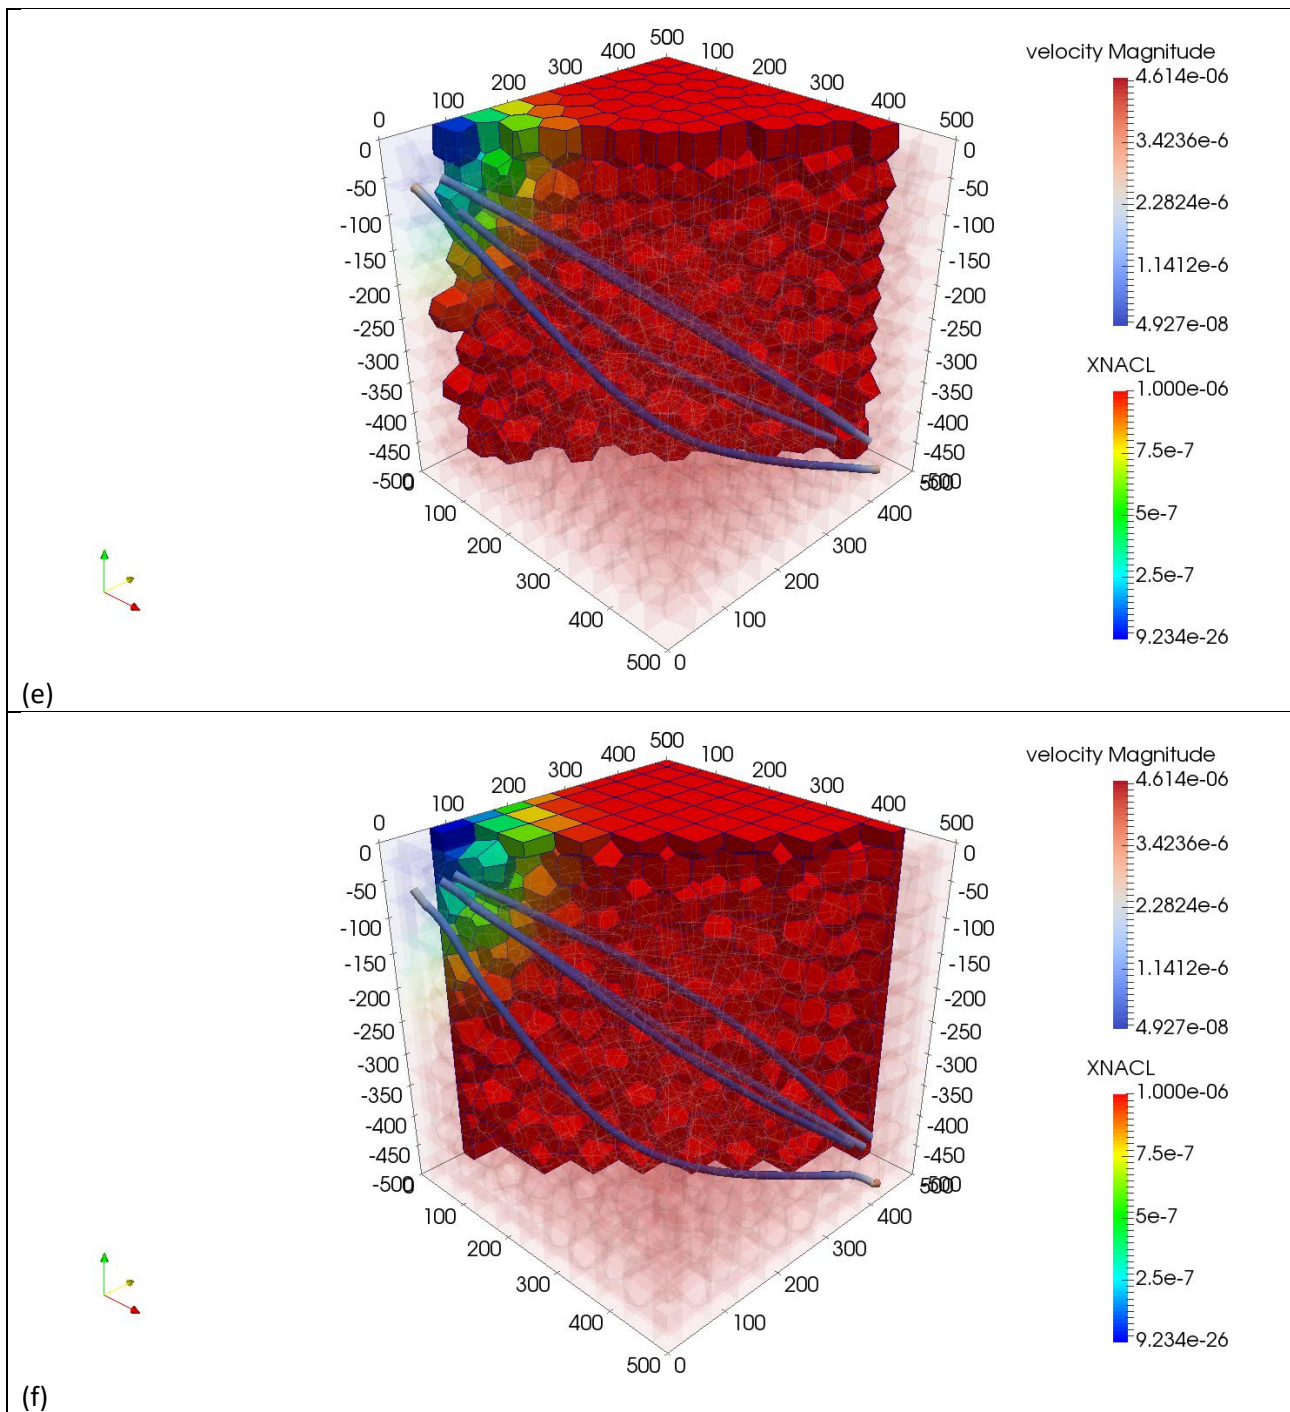 500
400 100
300 200
200 300
100 400
0 500
0 0
-50 -50
-100 -100
-150 -150
-200 -200
-250 -250
-300 -300
-350 -350
-400 -400
-450 -450
-500 -500
0 500
100 400
200 300
300 200
400 100
500 0
velocity Magnitude
4.614e-06
3.4236e-6
2.2824e-6
1.1412e-6
4.927e-08
XNACL
1.000e-06
7.5e-7
5e-7
2.5e-7
9.234e-26
(e)
500
400 100
300 200
200 300
100 400
0 500
0 0
-50 -50
-100 -100
-150 -150
-200 -200
-250 -250
-300 -300
-350 -350
-400 -400
-450 -450
-500 -500
0 500
100 400
200 300
300 200
400 100
500 0
velocity Magnitude
4.614e-06
3.4236e-6
2.2824e-6
1.1412e-6
4.927e-08
XNACL
1.000e-06
7.5e-7
5e-7
2.5e-7
9.234e-26
(f)